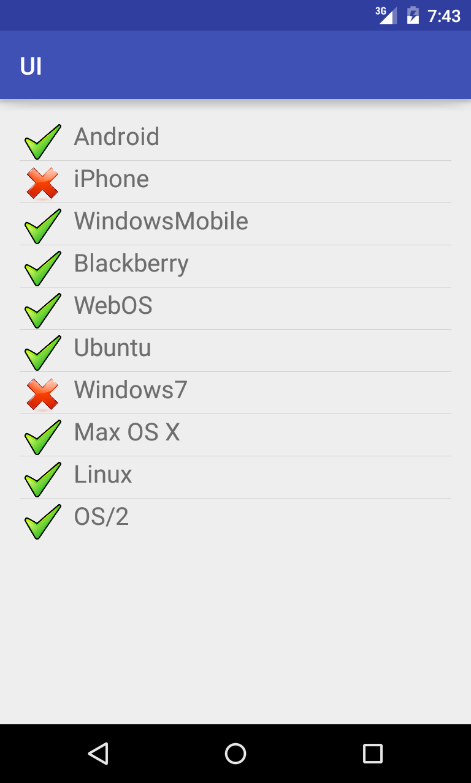 3G 7:43
UI
Android
iPhone
WindowsMobile
Blackberry
WebOS
Ubuntu
Windows7
Max OS X
Linux
OS/2